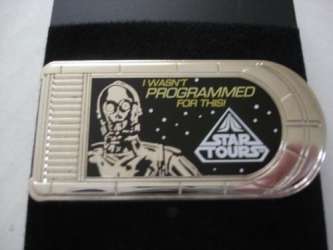 I WASN'T
PROGRAMMED
FOR THIS!
STAR
TOURS